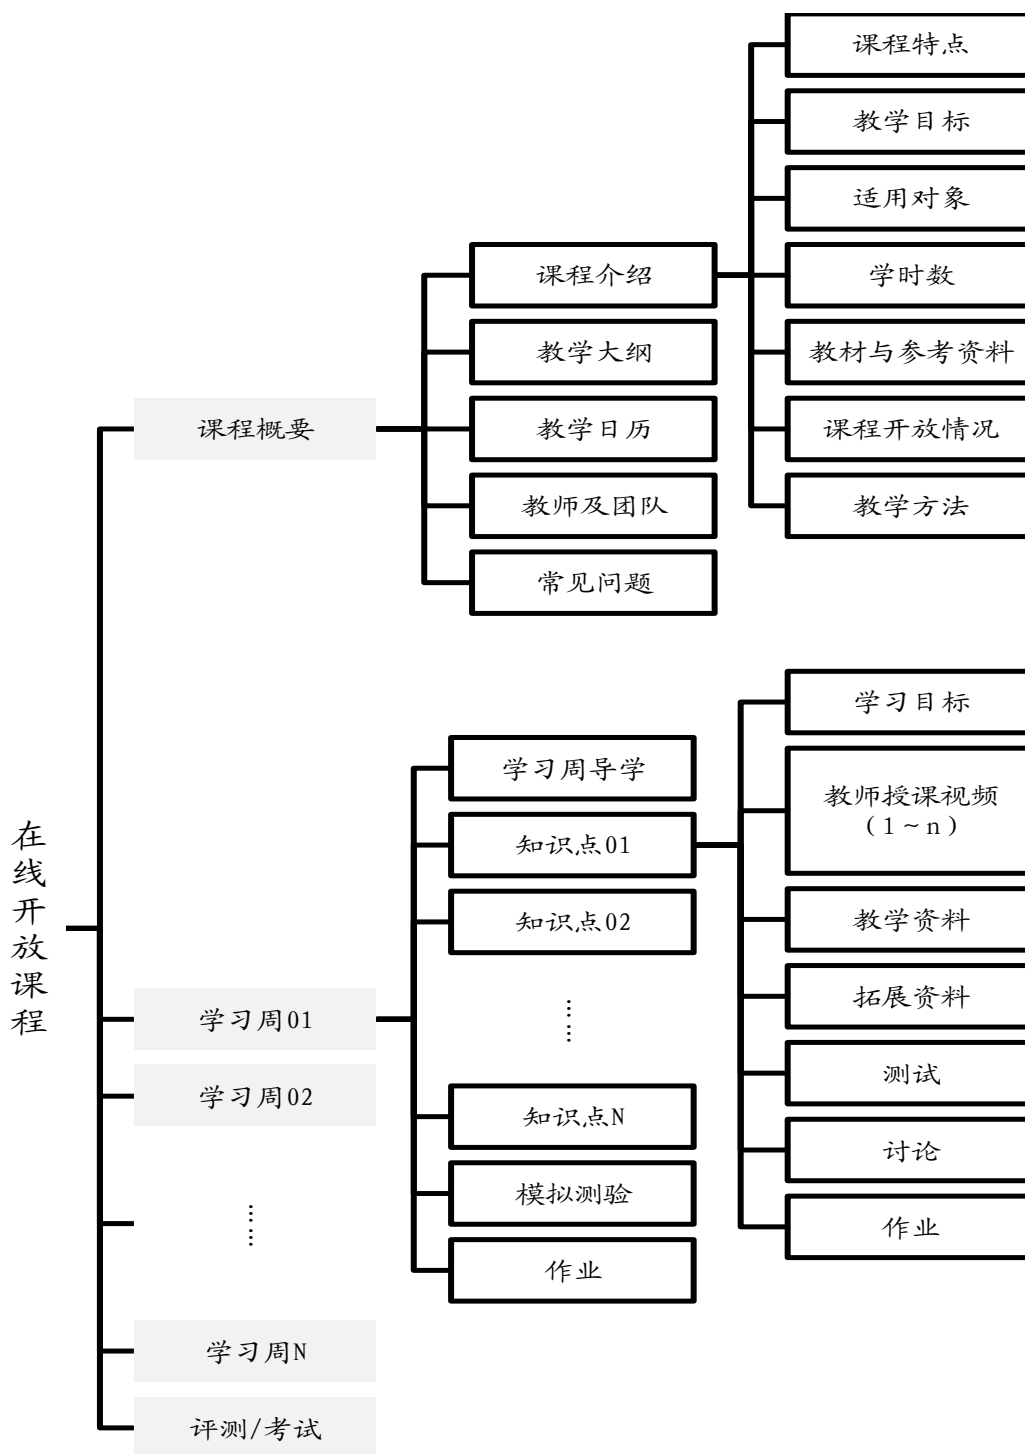 在线开放课程
课程概要
课程介绍
课程特点
教学目标
适用对象
学时数
教材与参考资料
课程开放情况
教学方法
教学大纲
教学日历
教师及团队
常见问题
学习周01
学习周导学
知识点01
学习目标
教师授课视频
（1~n）
教学资料
拓展资料
测试
讨论
作业
知识点02
……
知识点N
模拟测验
作业
学习周02
……
学习周N
评测/考试